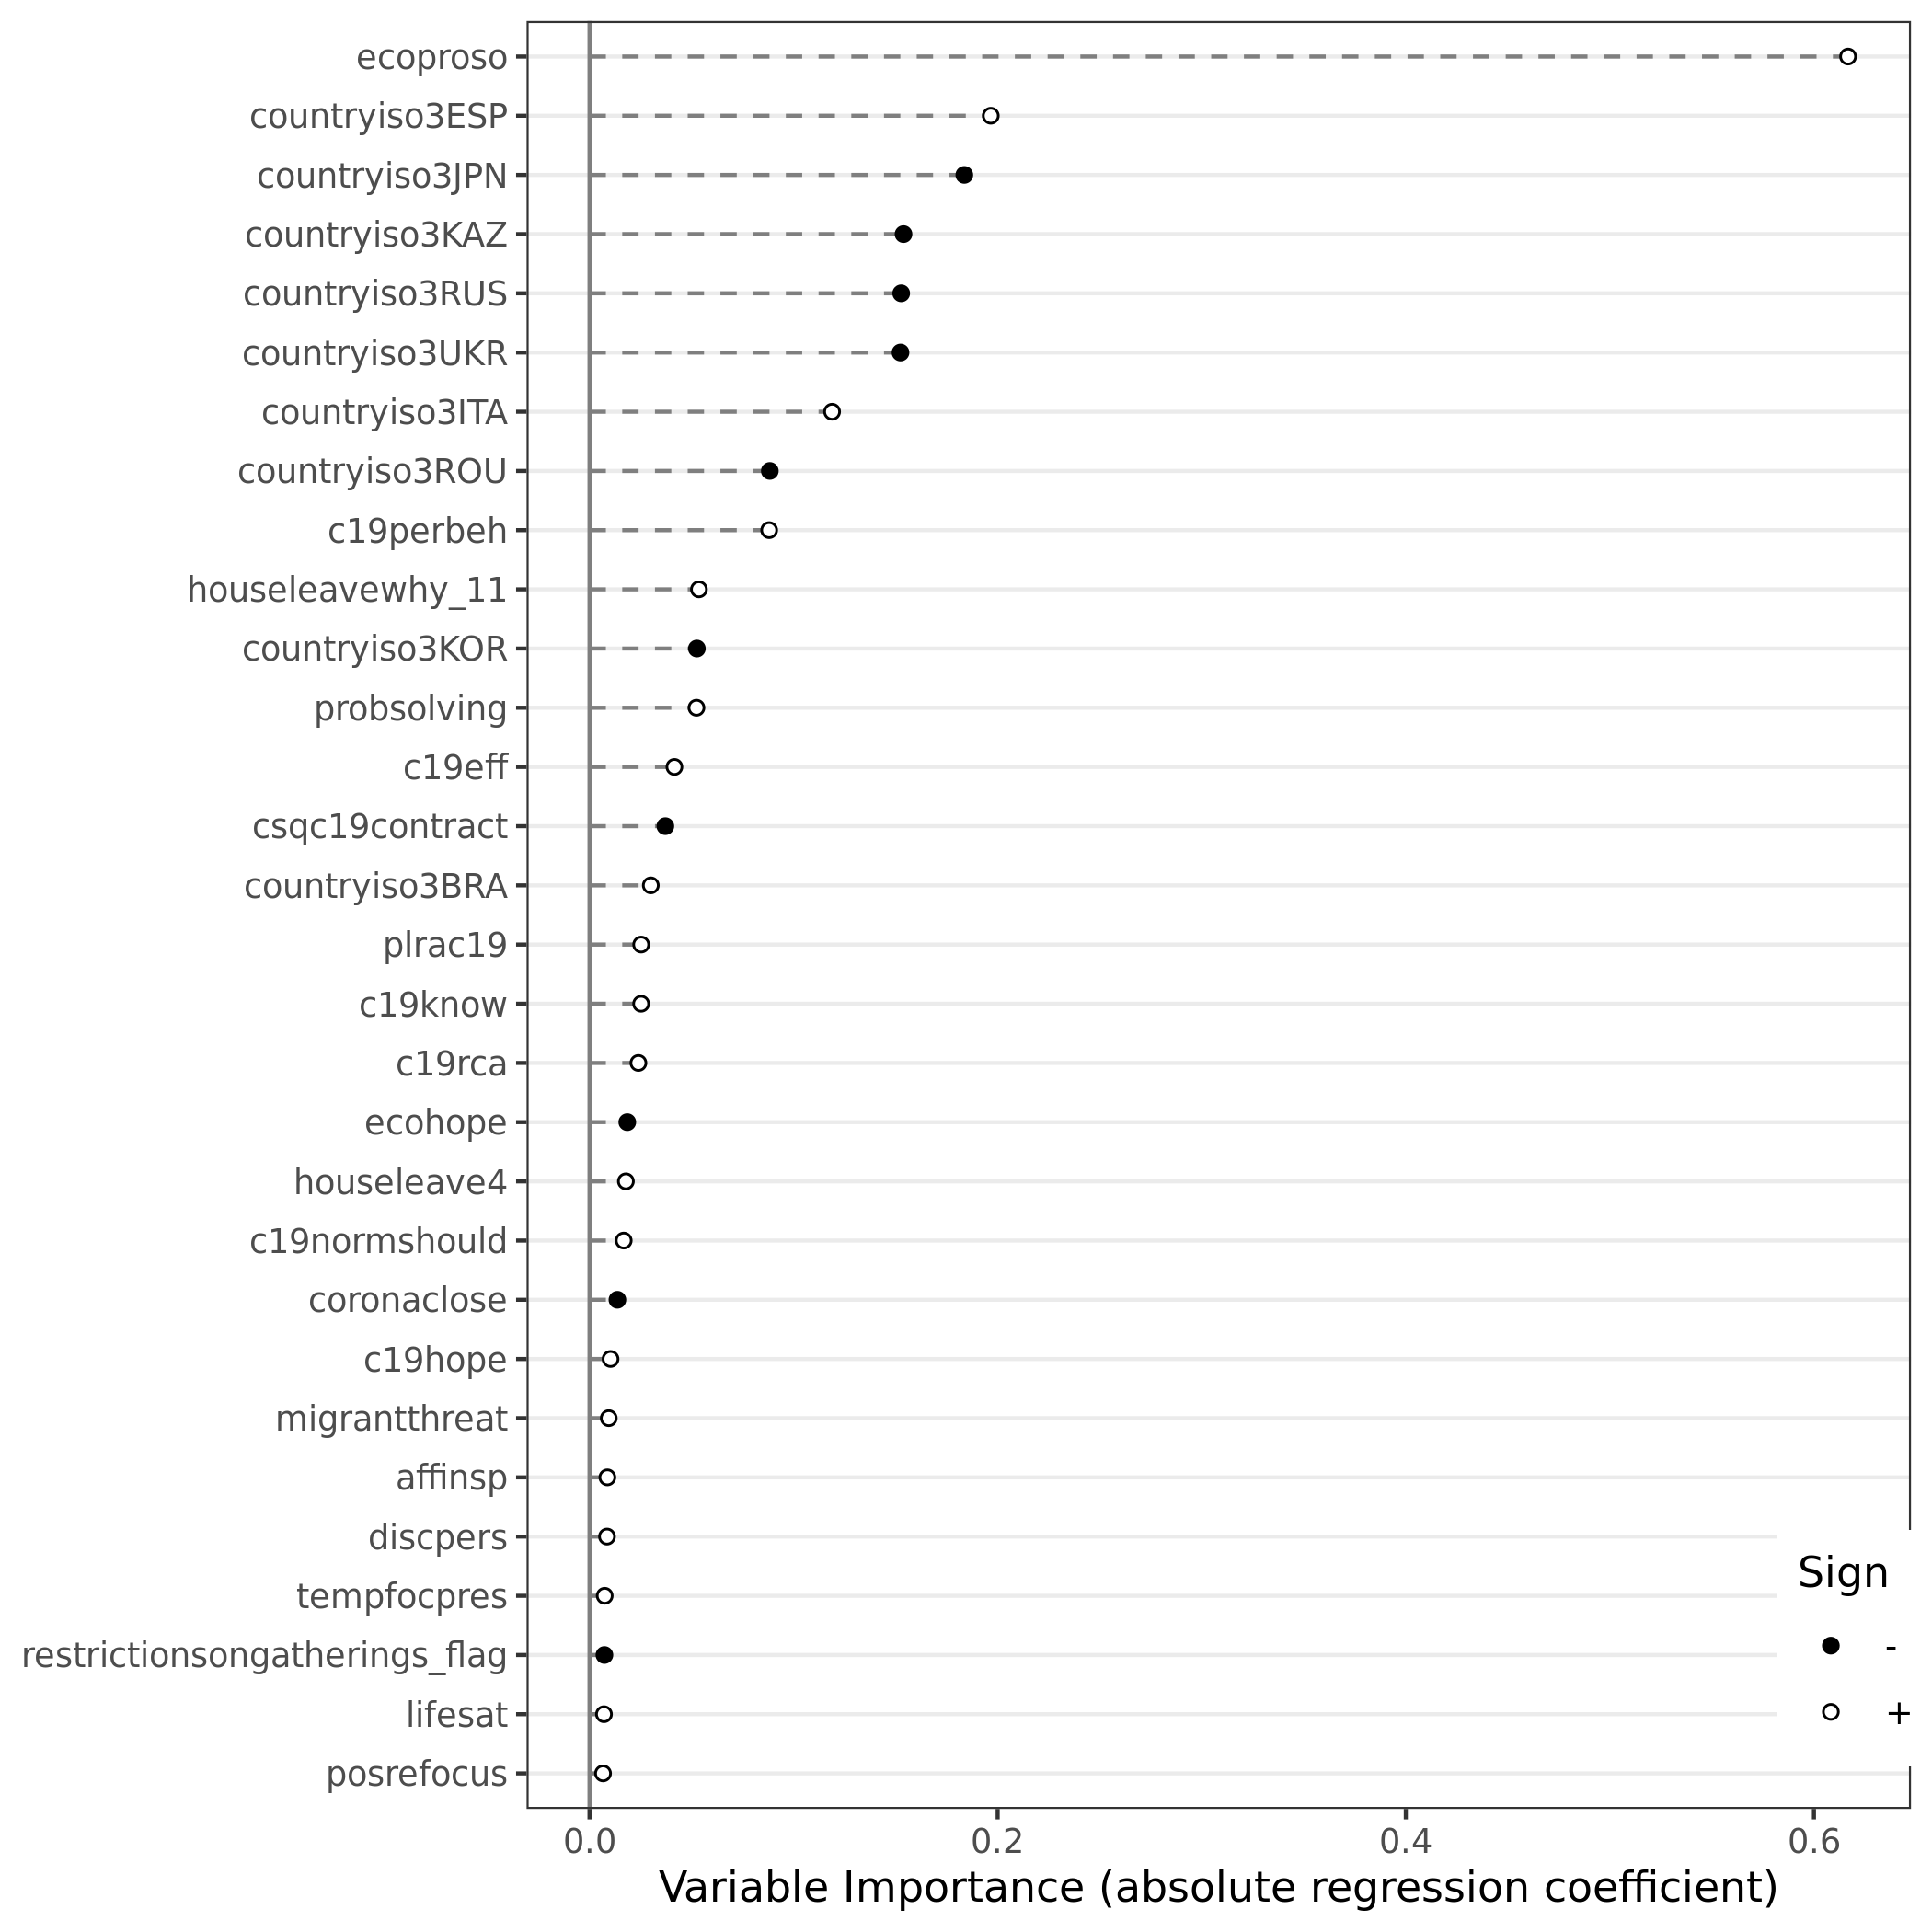 ecoproso
countryiso3ESP
countryiso3JPN
countryiso3KAZ
countryiso3RUS
countryiso3UKR
countryiso3ITA
countryiso3ROU
c19perbeh
houseleavewhy_11
countryiso3KOR
probsolving
c19eff
csqc19contract
countryiso3BRA
plrac19
c19know
c19rca
ecohope
houseleave4
c19normshould
coronaclose
c19hope
migrantthreat
affinsp
discpers
tempfocpres
restrictionsongatherings_flag
lifesat
posrefocus
Sign
-
+
0.0 0.2 0.4 0.6
Variable Importance (absolute regression coefficient)